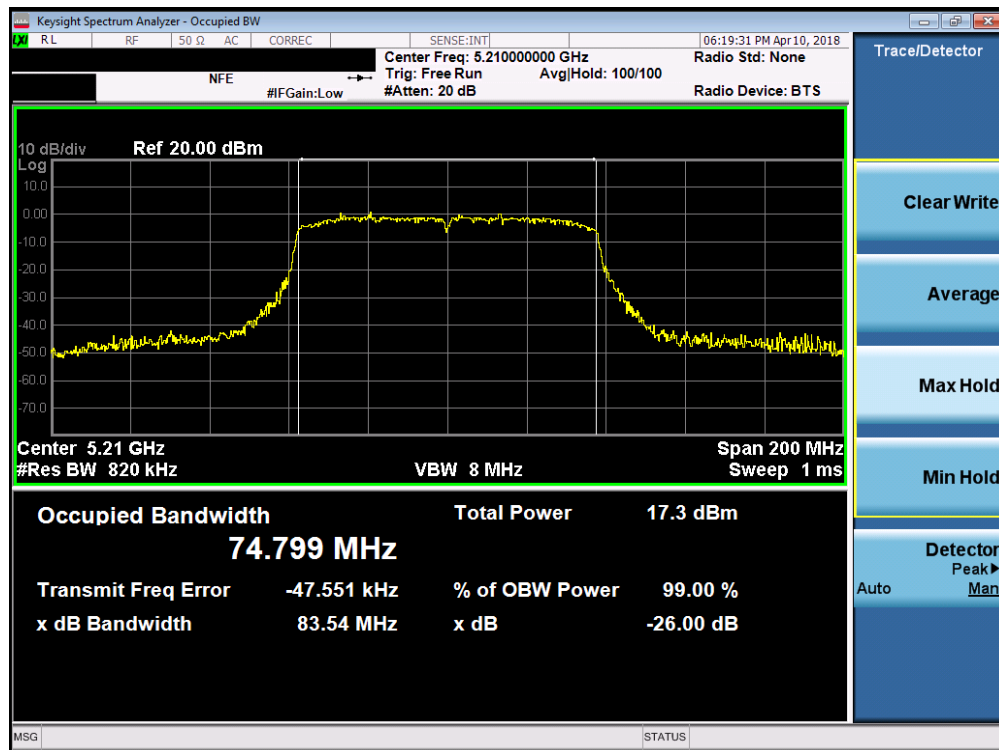 Keysight Spectrum Analyzer - Occupied BW
LXI RL RF 50 Ω AC CORREC SENSE:INT 06:19:31 PM Apr 10, 2018
Center Freq: 5.210000000 GHz Radio Std: None
NFE Trig: Free Run Avg|Hold: 100/100
#IFGain:Low #Atten: 20 dB Radio Device: BTS
10 dB/div Ref 20.00 dBm
Log
10.0
0.00
-10.0
-20.0
-30.0
-40.0
-50.0
-60.0
-70.0
Center 5.21 GHz Span 200 MHz
#Res BW 820 kHz VBW 8 MHz Sweep 1 ms
Occupied Bandwidth Total Power 17.3 dBm
74.799 MHz
Transmit Freq Error -47.551 kHz % of OBW Power 99.00 %
x dB Bandwidth 83.54 MHz x dB -26.00 dB
Trace/Detector
Clear Write
Average
Max Hold
Min Hold
Detector
Peak▶
Auto Man
MSG STATUS